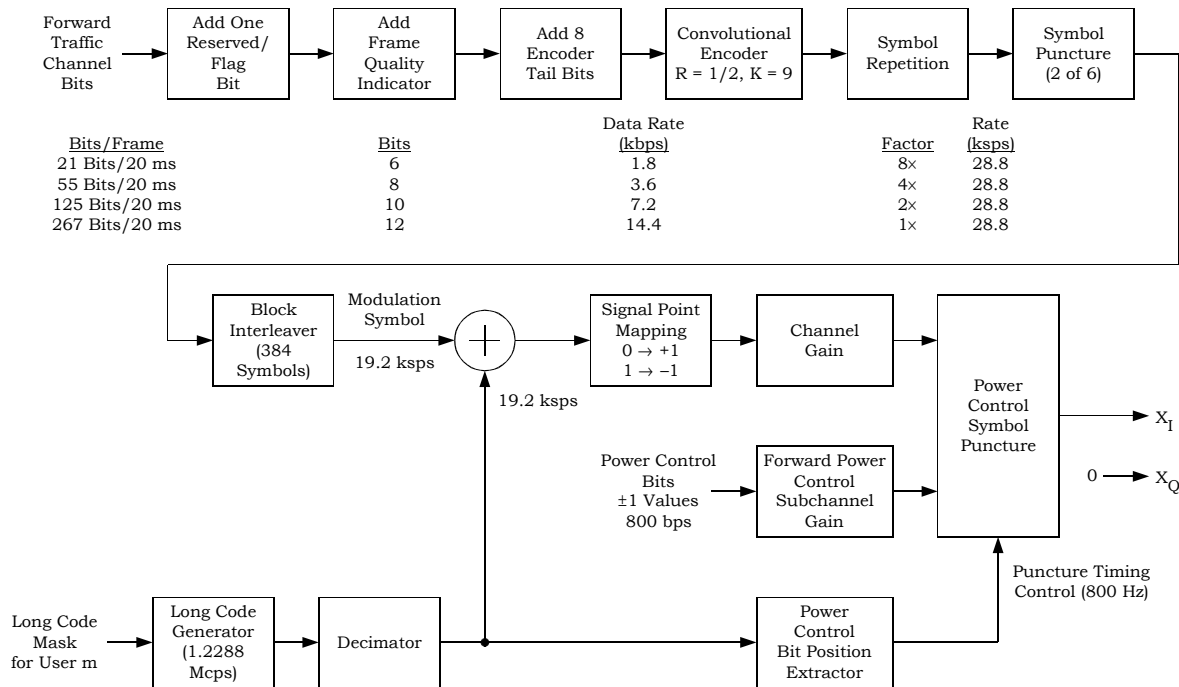 Forward
Traffic
Channel
Bits
Add One
Reserved/
Flag
Bit
Add
Frame
Quality
Indicator
Add 8
Encoder
Tail Bits
Convolutional
Encoder
R = 1/2, K = 9
Symbol
Repetition
Symbol
Puncture
(2 of 6)
Bits/Frame Bits Data Rate (kbps) Factor Rate (ksps)
21 Bits/20 ms 6 1.8 8× 28.8
55 Bits/20 ms 8 3.6 4× 28.8
125 Bits/20 ms 10 7.2 2× 28.8
267 Bits/20 ms 12 14.4 1× 28.8
Block
Interleaver
(384
Symbols)
Modulation
Symbol
19.2 ksps
19.2 ksps
Signal Point
Mapping
0 → +1
1 → –1
Channel
Gain
Power
Control
Symbol
Puncture
X_I
0
X_Q
Power Control
Bits
±1 Values
800 bps
Forward Power
Control
Subchannel
Gain
Puncture Timing
Control (800 Hz)
Long Code
Mask
for User m
Long Code
Generator
(1.2288
Mcps)
Decimator
Power
Control
Bit Position
Extractor